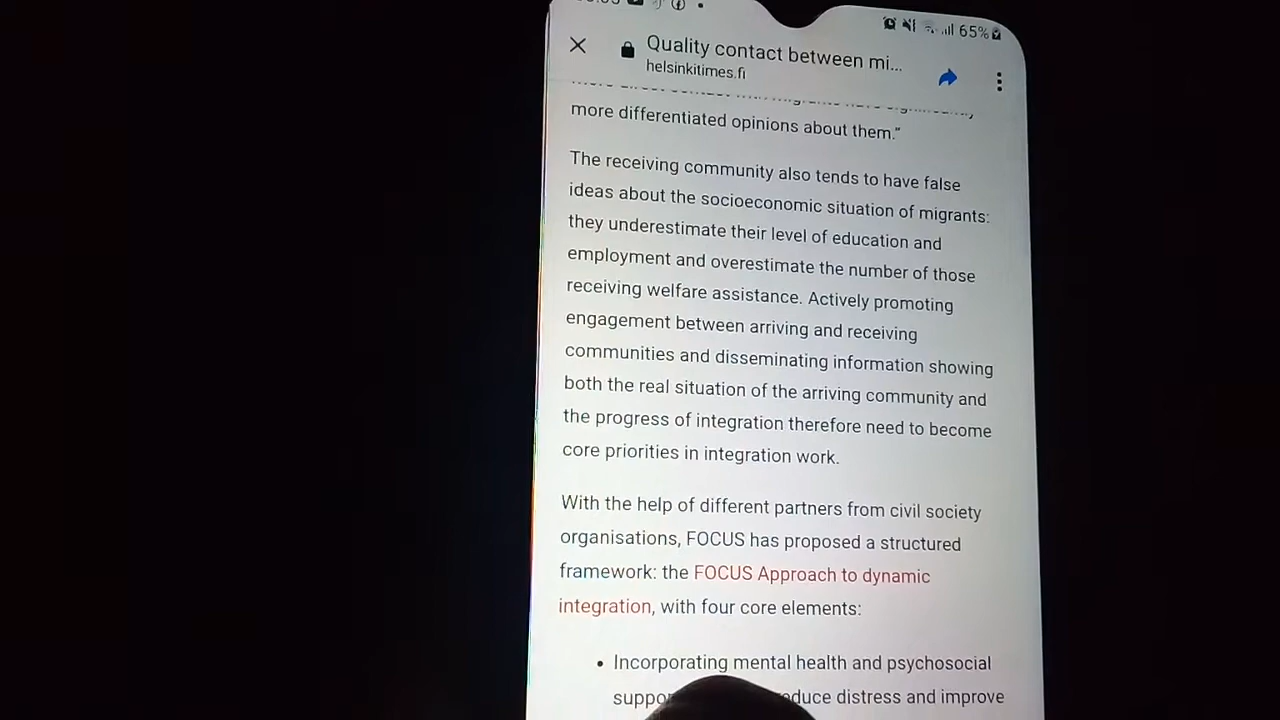 65%
Quality contact between mi...
helsinkitimes.fi
more differentiated opinions about them."
The receiving community also tends to have false
ideas about the socioeconomic situation of migrants:
they underestimate their level of education and
employment and overestimate the number of those
receiving welfare assistance. Actively promoting
engagement between arriving and receiving
communities and disseminating information showing
both the real situation of the arriving community and
the progress of integration therefore need to become
core priorities in integration work.
With the help of different partners from civil society
organisations, FOCUS has proposed a structured
framework: the FOCUS Approach to dynamic
integration, with four core elements:
• Incorporating mental health and psychosocial
distress and improve